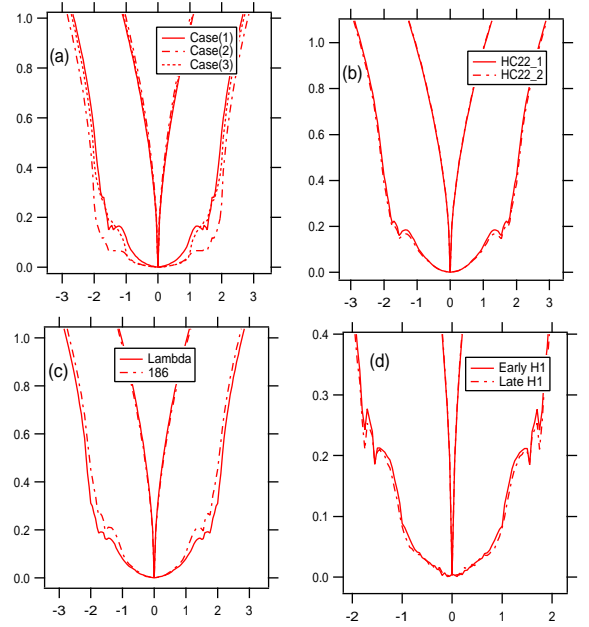 (a)
Case(1)
Case(2)
Case(3)
1.0
0.8
0.6
0.4
0.2
0.0
-3 -2 -1 0 1 2 3
(b)
HC22_1
HC22_2
1.0
0.8
0.6
0.4
0.2
0.0
-3 -2 -1 0 1 2 3
(c)
Lambda
186
1.0
0.8
0.6
0.4
0.2
0.0
-3 -2 -1 0 1 2 3
(d)
Early H1
Late H1
0.4
0.3
0.2
0.1
0.0
-2 -1 0 1 2